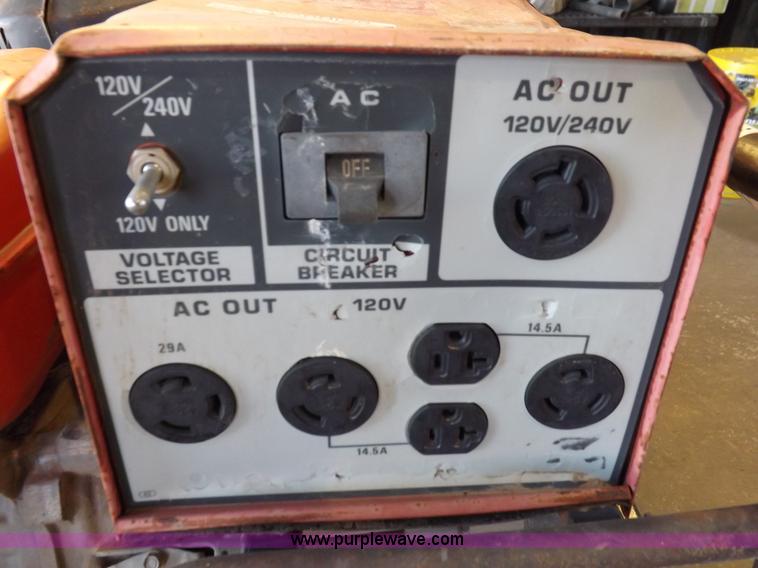 120V/
240V
120V ONLY
VOLTAGE
SELECTOR
AC
OFF
CIRCUIT
BREAKER
AC OUT
120V/240V
AC OUT 120V
29A
14.5A
14.5A
www.purplewave.com